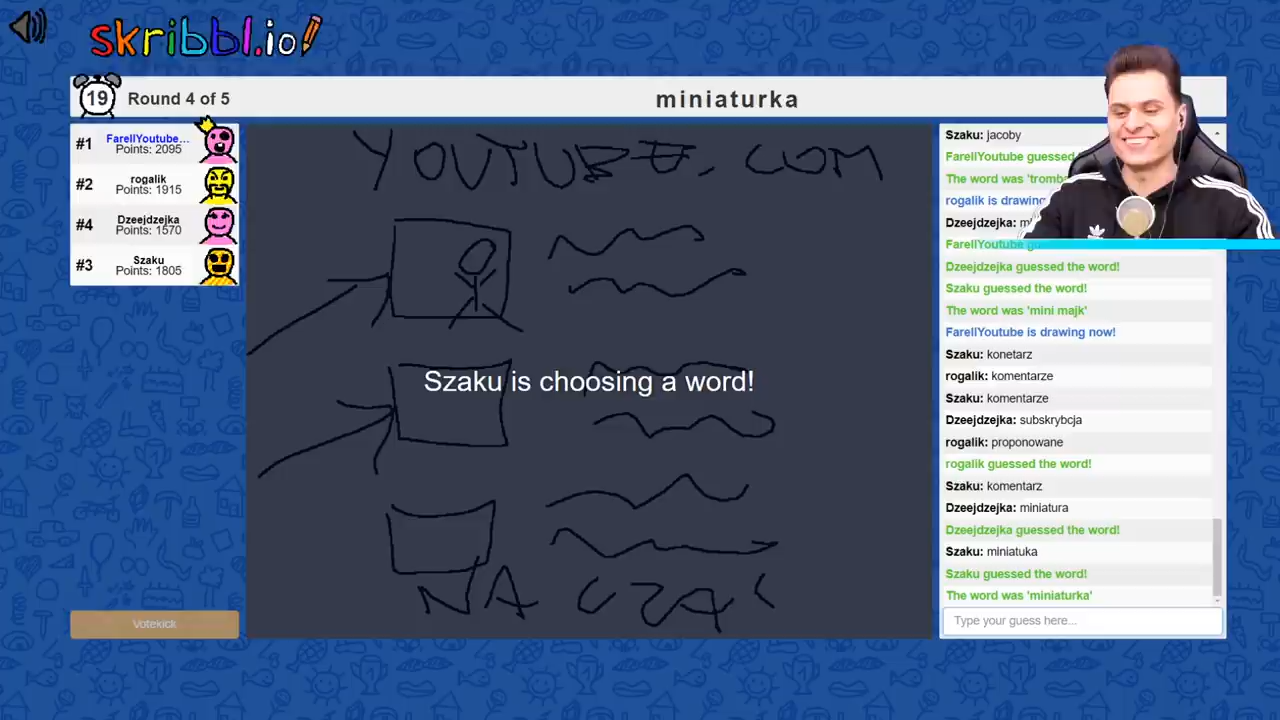 skribbl.io
19
Round 4 of 5
miniaturka
#1
FarellYoutube...
Points: 2095
#2
rogalik
Points: 1915
#4
Dzeejdzejka
Points: 1570
#3
Szaku
Points: 1805
Votekick
YOUTUBE.COM
Szaku is choosing a word!
NA CZAS
Szaku: jacoby
FarellYoutube guessed
The word was 'tromba
rogalik is drawing
Dzeejdzejka:
FarellYoutube
Dzeejdzejka guessed the word!
Szaku guessed the word!
The word was 'mini majk'
FarellYoutube is drawing now!
Szaku: konetarz
rogalik: komentarze
Szaku: komentarze
Dzeejdzejka: subskrybcja
rogalik: proponowane
rogalik guessed the word!
Szaku: komentarz
Dzeejdzejka: miniatura
Dzeejdzejka guessed the word!
Szaku: miniatuka
Szaku guessed the word!
The word was 'miniaturka'
Type your guess here...